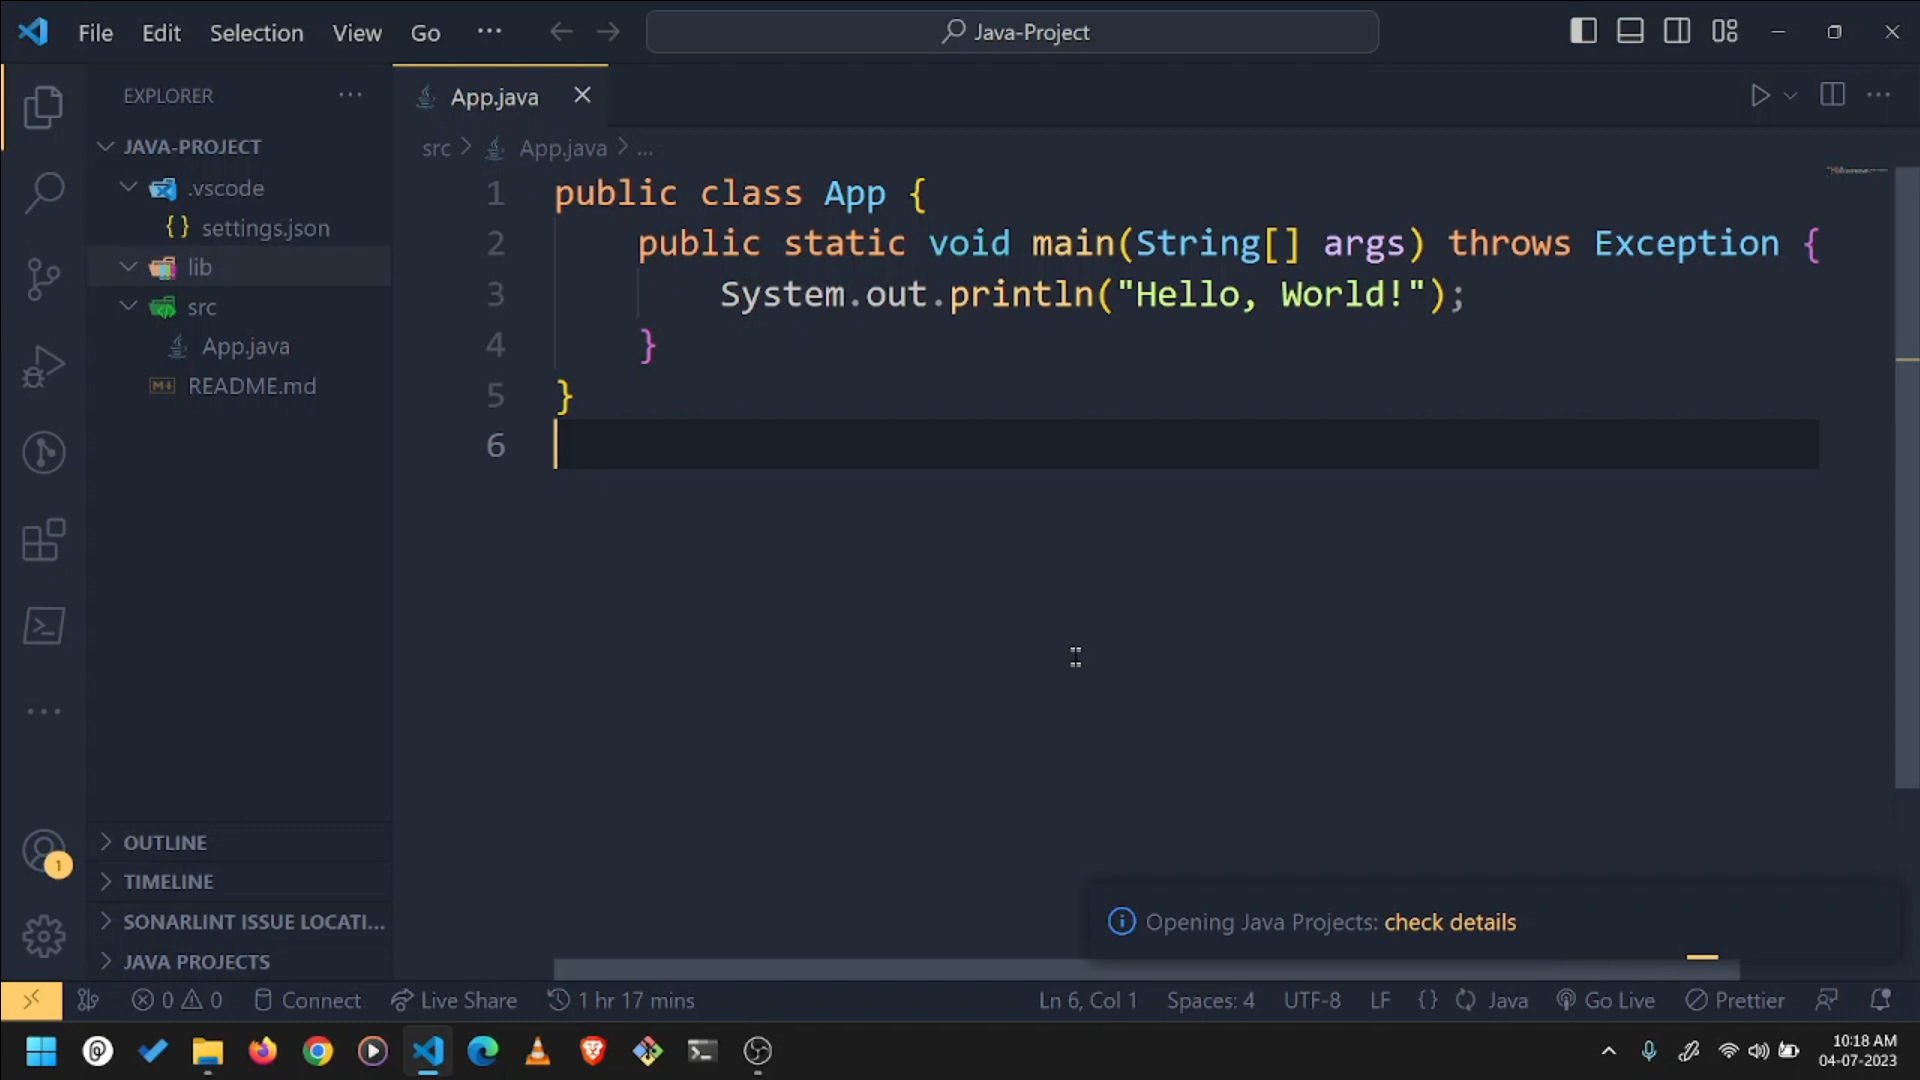 File Edit Selection View Go ... Java-Project
EXPLORER ...
App.java
JAVA-PROJECT
src > App.java > ...
.vscode
{} settings.json
lib
src
App.java
README.md
1 public class App {
2 public static void main(String[] args) throws Exception {
3 System.out.println("Hello, World!");
4 }
5 }
6
1
OUTLINE
TIMELINE
SONARLINT ISSUE LOCATI...
JAVA PROJECTS
Opening Java Projects: check details
0 0 Connect Live Share 1 hr 17 mins Ln 6, Col 1 Spaces: 4 UTF-8 LF {} Java Go Live Prettier
10:18 AM
04-07-2023